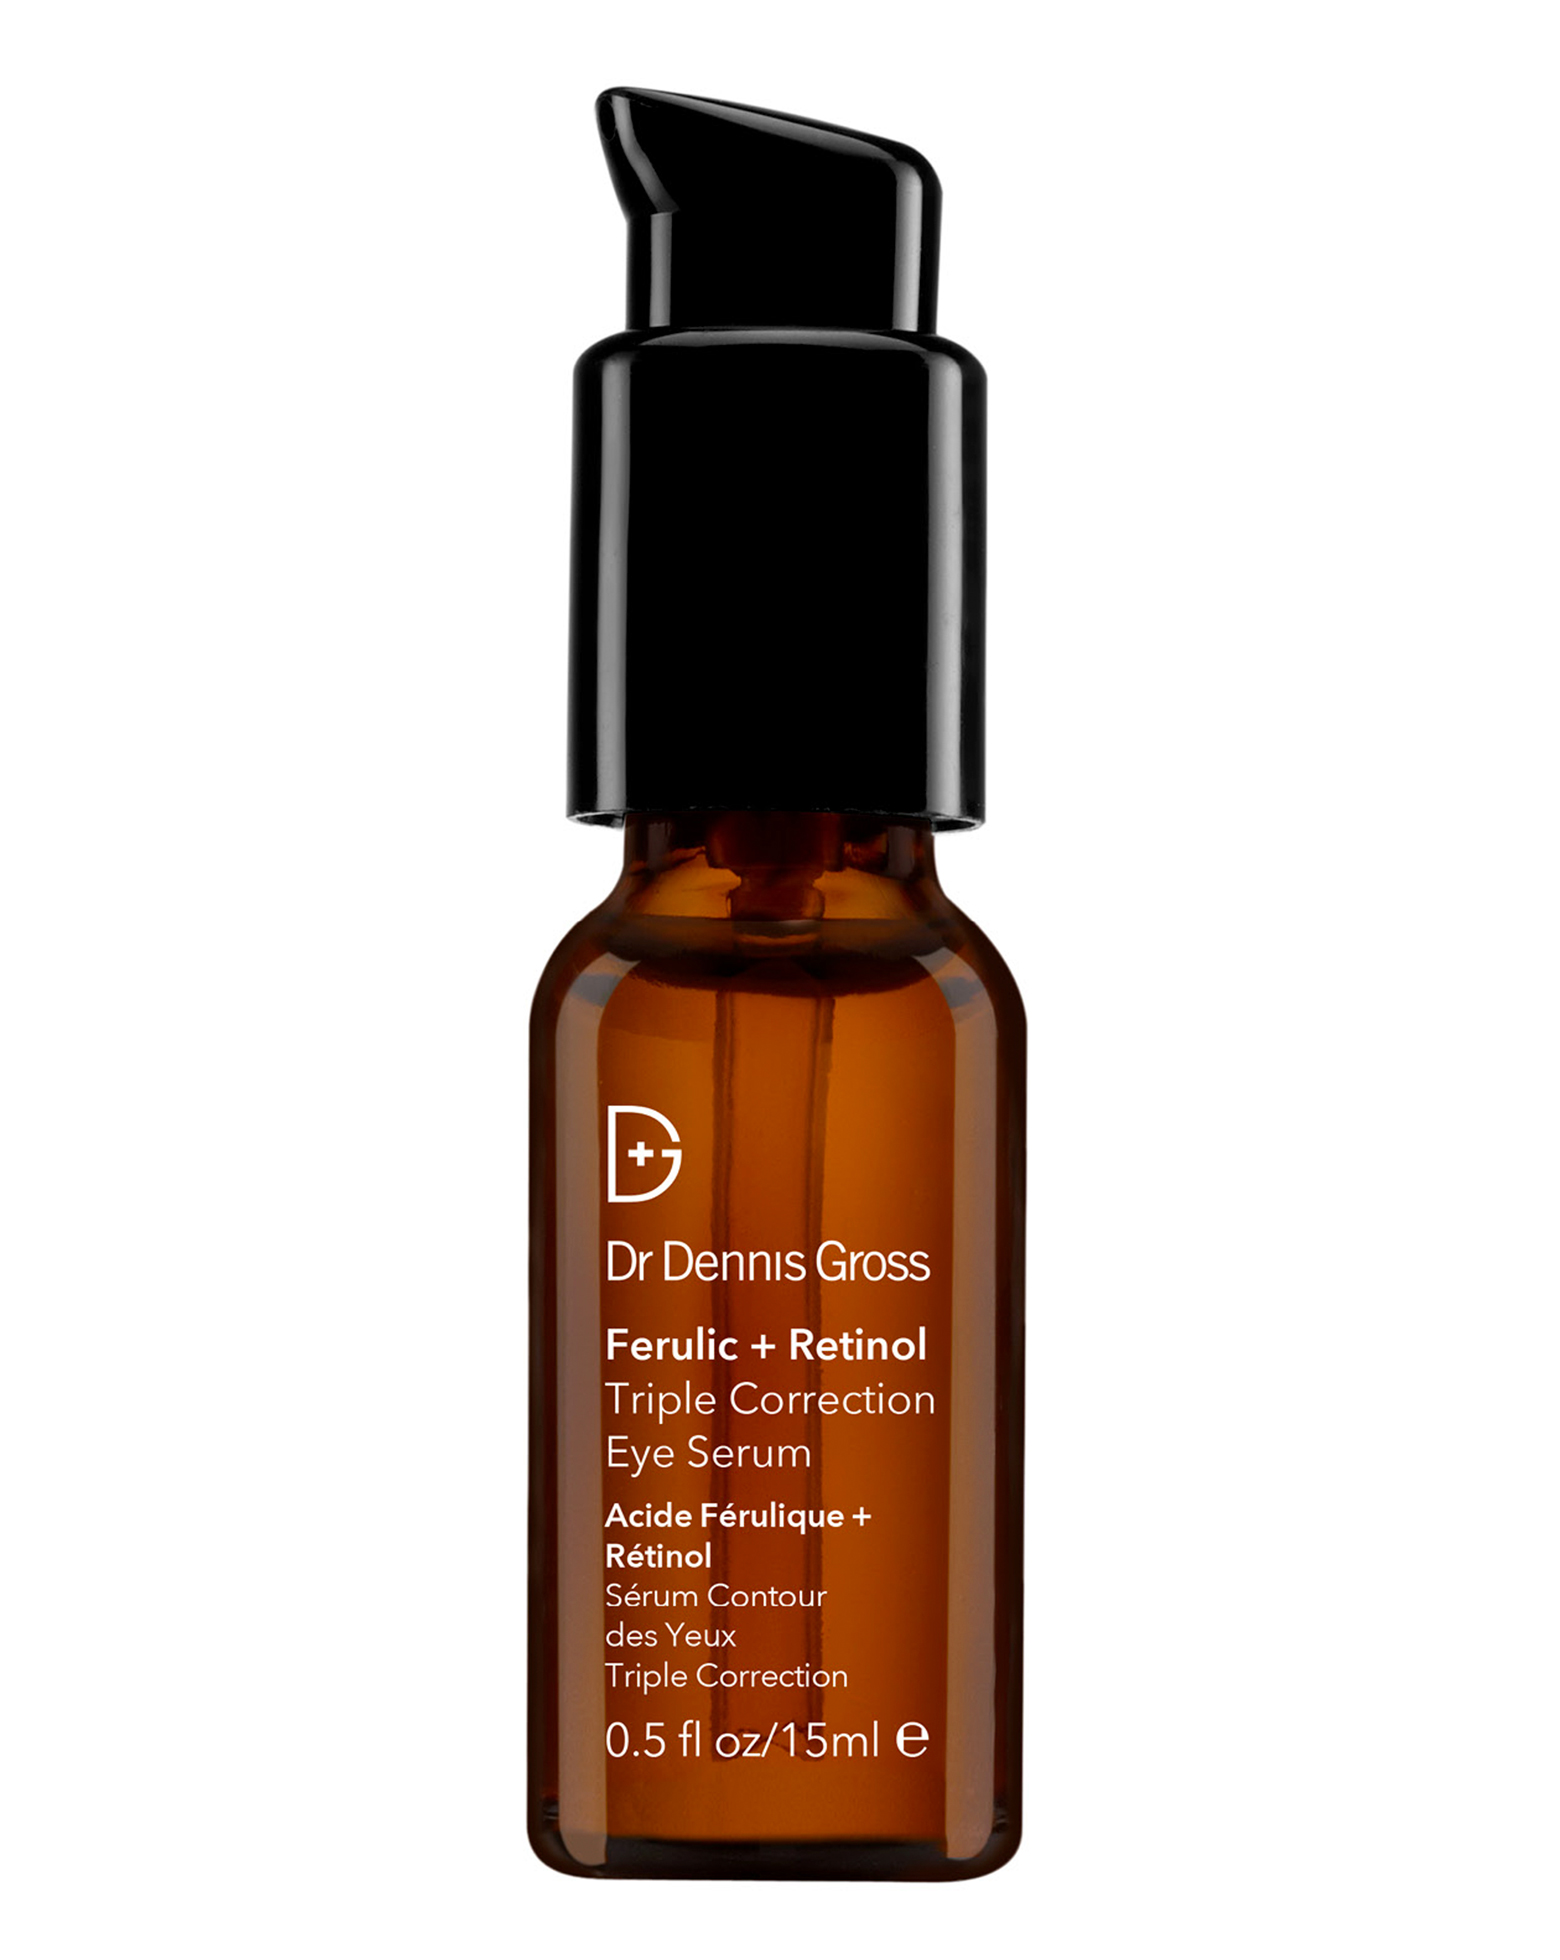 D+G
Dr Dennis Gross
Ferulic + Retinol
Triple Correction
Eye Serum
Acide Férulique +
Rétinol
Sérum Contour
des Yeux
Triple Correction
0.5 fl oz/15ml e